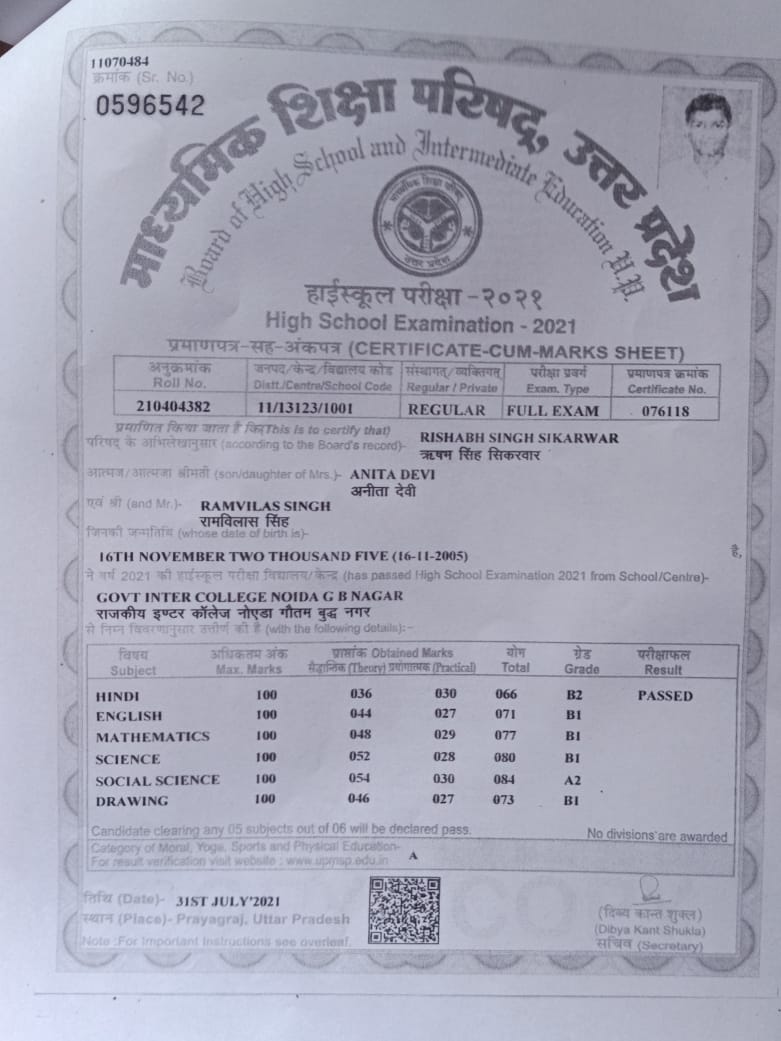 11070484
क्रमांक (Sr. No.)
0596542
माध्यमिक शिक्षा परिषद्, उत्तर प्रदेश
Board of High School and Intermediate Education U.P.
माध्यमिक शिक्षा परिषद्
उत्तर प्रदेश
हाईस्कूल परीक्षा -२०२१
High School Examination - 2021
प्रमाणपत्र-सह-अंकपत्र (CERTIFICATE-CUM-MARKS SHEET)
अनुक्रमांक जनपद/केन्द्र/विद्यालय कोड संस्थागत/व्यक्तिगत परीक्षा प्रवर्ग प्रमाणपत्र क्रमांक
Roll No. Distt./Centre/School Code Regular / Private Exam. Type Certificate No.
210404382 11/13123/1001 REGULAR FULL EXAM 076118
प्रमाणित किया जाता है कि(This is to certify that)
परिषद् के अभिलेखानुसार (according to the Board's record)- RISHABH SINGH SIKARWAR
ऋषभ सिंह सिकरवार
आत्मज/आत्मजा श्रीमती (son/daughter of Mrs.)- ANITA DEVI
अनीता देवी
एवं श्री (and Mr.)- RAMVILAS SINGH
रामविलास सिंह
जिनकी जन्मतिथि (whose date of birth is)-
16TH NOVEMBER TWO THOUSAND FIVE (16-11-2005)
ने वर्ष 2021 की हाईस्कूल परीक्षा विद्यालय/केन्द्र (has passed High School Examination 2021 from School/Centre)-
GOVT INTER COLLEGE NOIDA G B NAGAR
राजकीय इण्टर कॉलेज नोएडा गौतम बुद्ध नगर
से निम्न विवरणानुसार उत्तीर्ण की है (with the following details):-
विषय अधिकतम अंक प्राप्तांक Obtained Marks योग ग्रेड परीक्षाफल
Subject Max. Marks सैद्धान्तिक (Theory) प्रयोगात्मक (Practical) Total Grade Result
HINDI 100 036 030 066 B2 PASSED
ENGLISH 100 044 027 071 B1
MATHEMATICS 100 048 029 077 B1
SCIENCE 100 052 028 080 B1
SOCIAL SCIENCE 100 054 030 084 A2
DRAWING 100 046 027 073 B1
Candidate clearing any 05 subjects out of 06 will be declared pass. No divisions are awarded
Category of Moral, Yoga, Sports and Physical Education- A
For result verification visit website : www.upmsp.edu.in
तिथि (Date)- 31ST JULY'2021
स्थान (Place)- Prayagraj, Uttar Pradesh
Note :For Important Instructions see overleaf.
(दिव्य कान्त शुक्ल)
(Dibya Kant Shukla)
सचिव (Secretary)